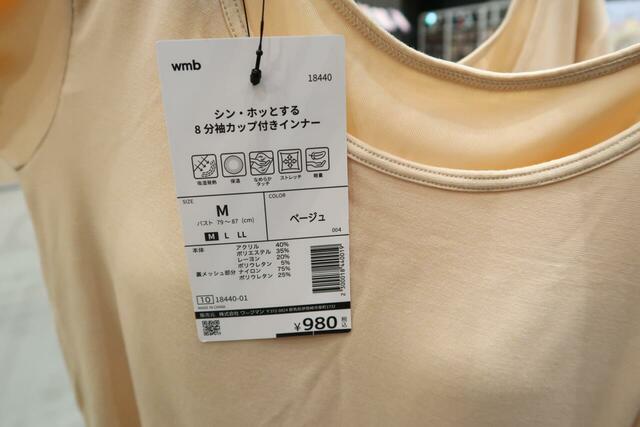 wmb
18440
シン・ホッとする
8分袖カップ付きインナー
吸湿発熱 保温 なめらかタッチ ストレッチ 軽量
SIZE
M
バスト 79〜87 (cm)
M L LL
COLOR
ベージュ
004
本体 アクリル 40%
ポリエステル 35%
レーヨン 20%
ポリウレタン 5%
裏メッシュ部分 ナイロン 75%
ポリウレタン 25%
10 18440-01
MADE IN CHINA
販売元 株式会社 ワークマン
¥980 税込